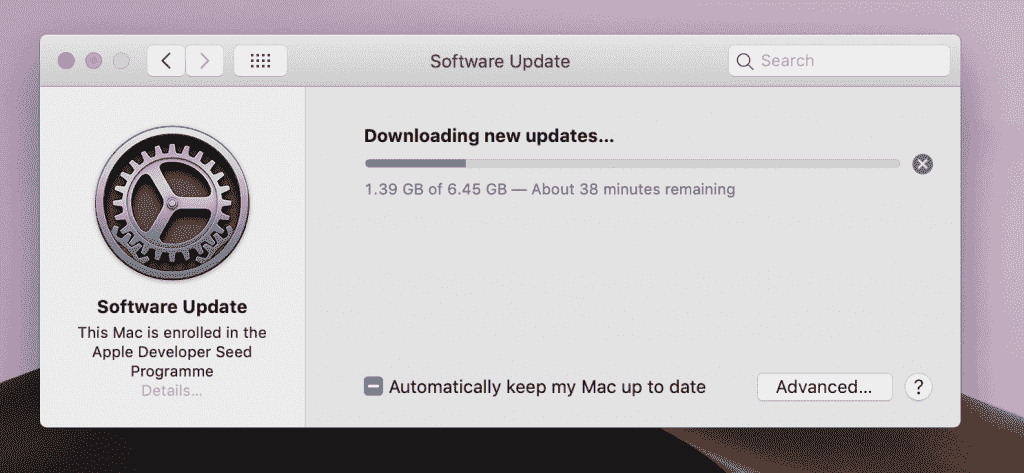 Software Update
Search
Downloading new updates...
1.39 GB of 6.45 GB — About 38 minutes remaining
Software Update
This Mac is enrolled in the
Apple Developer Seed
Programme
Details...
Automatically keep my Mac up to date
Advanced...
?